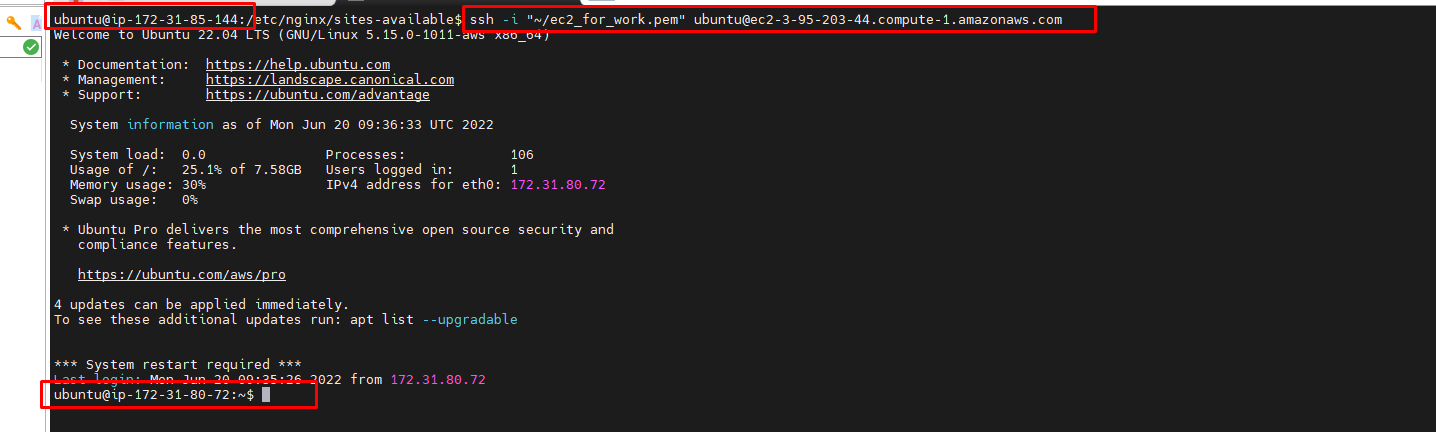 ubuntu@ip-172-31-85-144:/etc/nginx/sites-available$ ssh -i "~/ec2_for_work.pem" ubuntu@ec2-3-95-203-44.compute-1.amazonaws.com
Welcome to Ubuntu 22.04 LTS (GNU/Linux 5.15.0-1011-aws x86_64)
* Documentation: https://help.ubuntu.com
* Management: https://landscape.canonical.com
* Support: https://ubuntu.com/advantage
System information as of Mon Jun 20 09:36:33 UTC 2022
System load: 0.0 Processes: 106
Usage of /: 25.1% of 7.58GB Users logged in: 1
Memory usage: 30% IPv4 address for eth0: 172.31.80.72
Swap usage: 0%
* Ubuntu Pro delivers the most comprehensive open source security and
compliance features.
https://ubuntu.com/aws/pro
4 updates can be applied immediately.
To see these additional updates run: apt list --upgradable
*** System restart required ***
Last login: Mon Jun 20 09:35:26 2022 from 172.31.80.72
ubuntu@ip-172-31-80-72:~$
A